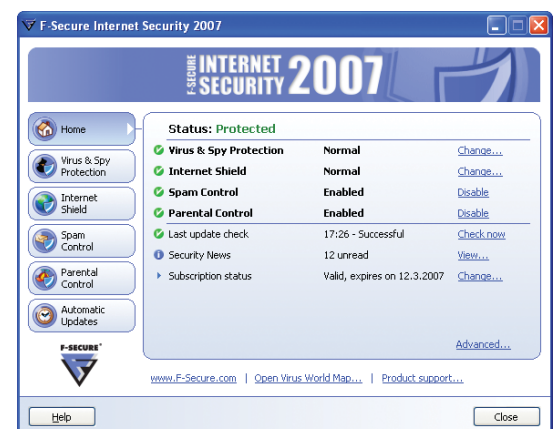 F-Secure Internet Security 2007
F-SECURE
INTERNET
SECURITY 2007
Home
Virus & Spy
Protection
Internet
Shield
Spam
Control
Parental
Control
Automatic
Updates
F-SECURE
Status: Protected
Virus & Spy Protection Normal Change...
Internet Shield Normal Change...
Spam Control Enabled Disable
Parental Control Enabled Disable
Last update check 17:26 - Successful Check now
Security News 12 unread View...
Subscription status Valid, expires on 12.3.2007 Change...
Advanced...
www.F-Secure.com | Open Virus World Map... | Product support...
Help
Close